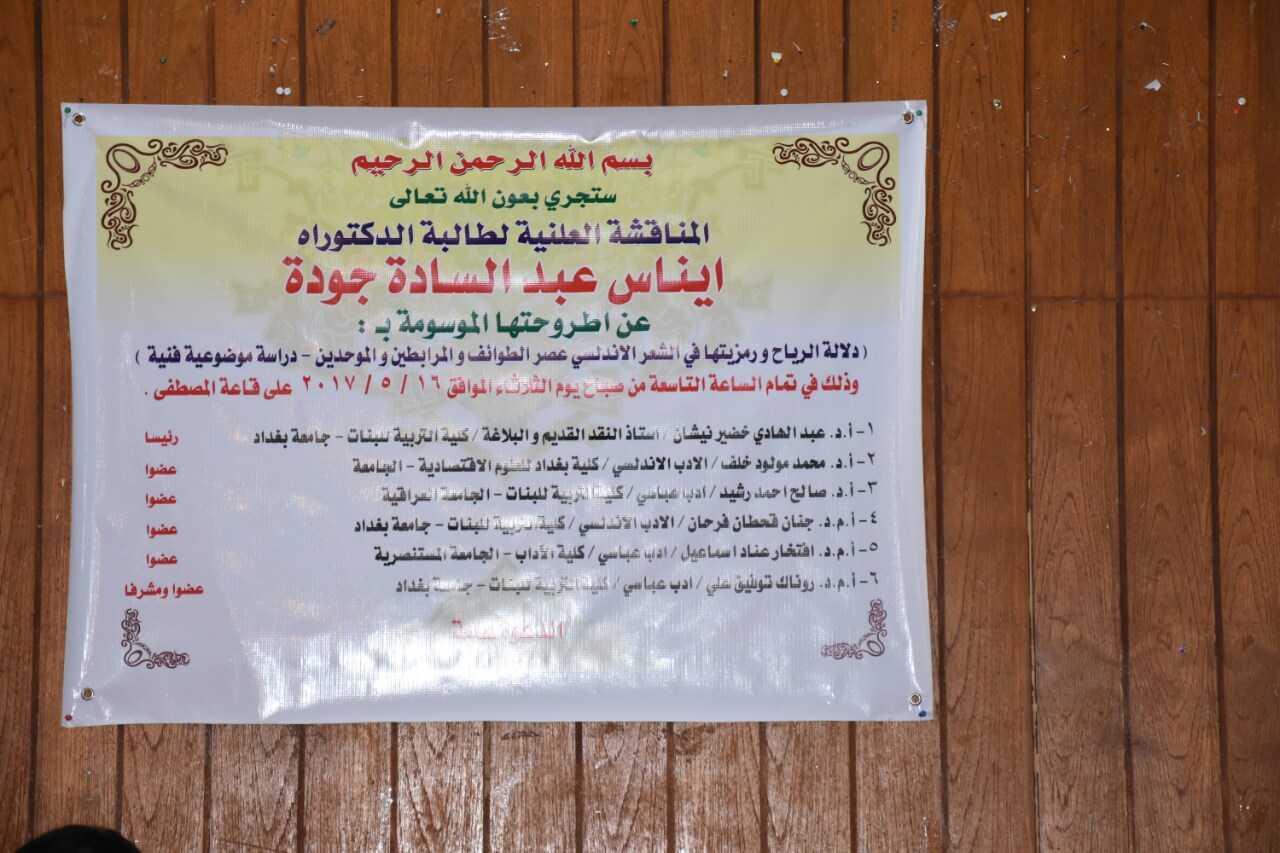 بسم الله الرحمن الرحيم
ستجري بعون الله تعالى
المناقشة العلنية لطالبة الدكتوراه
ايناس عبد السادة جودة
عن اطروحتها الموسومة بـ :
( دلالة الرياح و رمزيتها في الشعر الاندلسي عصر الطوائف و المرابطين و الموحدين - دراسة موضوعية فنية )
وذلك في تمام الساعة التاسعة من صباح يوم الثلاثاء الموافق ١٦ / ٥ / ٢٠١٧ على قاعة المصطفى .
١- أ.د. عبد الهادي خضير نيشان / استاذ النقد القديم و البلاغة / كلية التربية للبنات - جامعة بغداد رئيسا
٢- أ.د. محمد مولود خلف / الادب الاندلسي / كلية بغداد للعلوم الاقتصادية - الجامعة عضوا
٣- أ.د. صالح احمد رشيد / ادب عباسي / كلية التربية للبنات - الجامعة العراقية عضوا
٤- أ.م.د. جنان قحطان فرحان / الادب الاندلسي / كلية التربية للبنات - جامعة بغداد عضوا
٥- أ.م.د. افتخار عناد اسماعيل / اداب عباسي / كلية الأداب - الجامعة المستنصرية عضوا
٦- أ.م.د. روناك توفيق علي / ادب عباسي / كلية التربية للبنات - جامعة بغداد عضوا ومشرفا